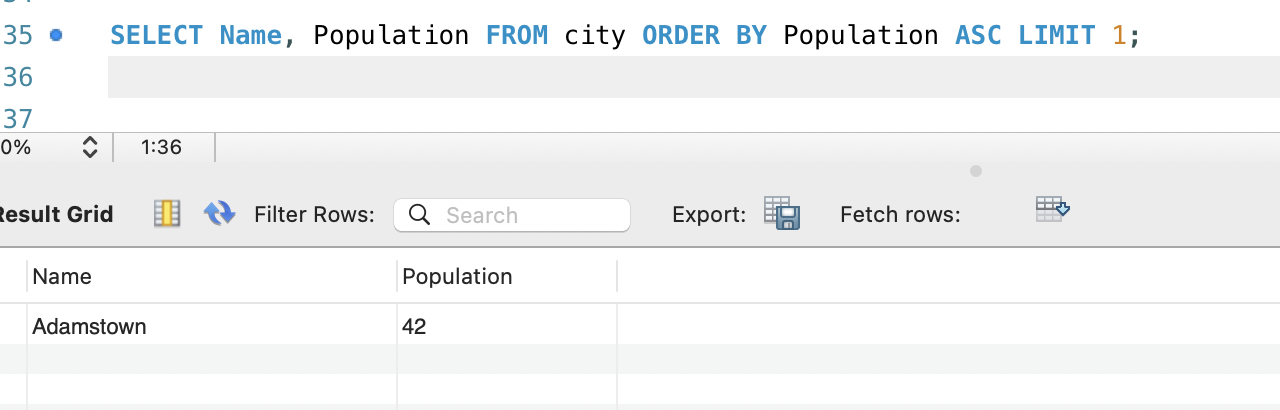 35 SELECT Name, Population FROM city ORDER BY Population ASC LIMIT 1;
36
37
0% 1:36
Result Grid Filter Rows: Search Export: Fetch rows:
Name Population
Adamstown 42